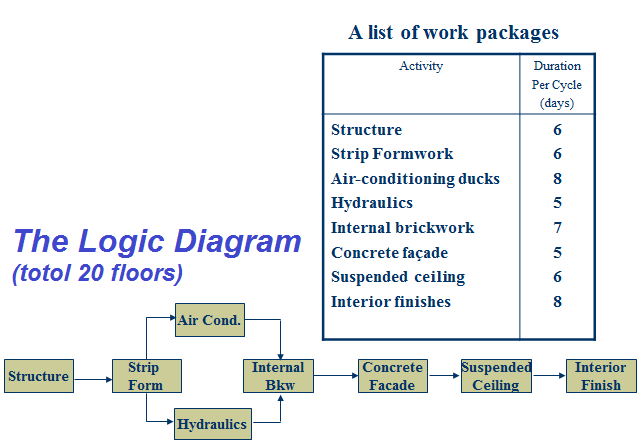 A list of work packages
Activity
Duration
Per Cycle
(days)
Structure 6
Strip Formwork 6
Air-conditioning ducks 8
Hydraulics 5
Internal brickwork 7
Concrete façade 5
Suspended ceiling 6
Interior finishes 8
The Logic Diagram
(totol 20 floors)
Air Cond.
Structure
Strip
Form
Internal
Bkw
Concrete
Facade
Suspended
Ceiling
Interior
Finish
Hydraulics